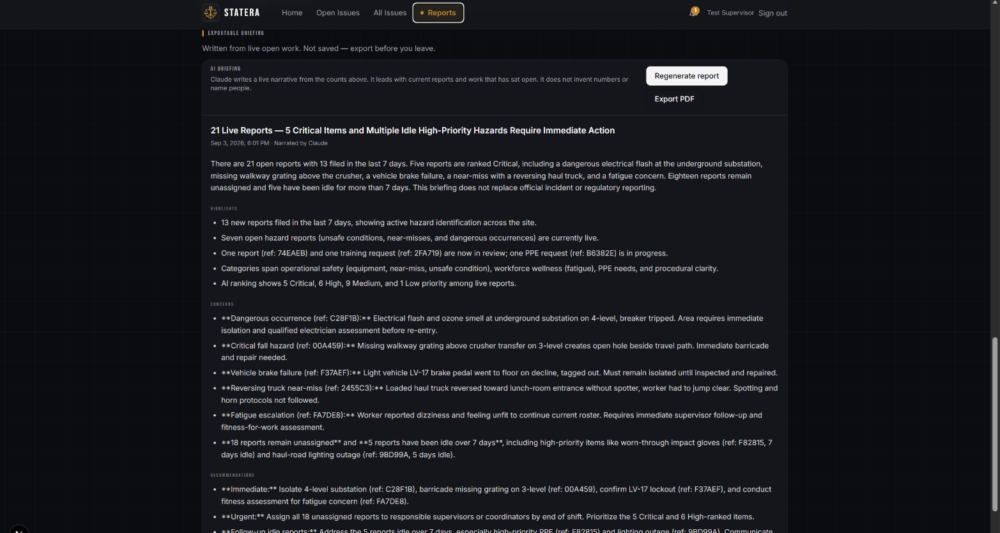 STATERA
Home
Open Issues
All Issues
Reports
1
Test Supervisor
Sign out
EXPORTABLE BRIEFING
Written from live open work. Not saved — export before you leave.
AI BRIEFING
Claude writes a live narrative from the counts above. It leads with current reports and work that has sat open. It does not invent numbers or
name people.
Regenerate report
Export PDF
21 Live Reports — 5 Critical Items and Multiple Idle High-Priority Hazards Require Immediate Action
Sep 3, 2026, 6:01 PM · Narrated by Claude
There are 21 open reports with 13 filed in the last 7 days. Five reports are ranked Critical, including a dangerous electrical flash at the underground substation,
missing walkway grating above the crusher, a vehicle brake failure, a near-miss with a reversing haul truck, and a fatigue concern. Eighteen reports remain
unassigned and five have been idle for more than 7 days. This briefing does not replace official incident or regulatory reporting.
HIGHLIGHTS
• 13 new reports filed in the last 7 days, showing active hazard identification across the site.
• Seven open hazard reports (unsafe conditions, near-misses, and dangerous occurrences) are currently live.
• One report (ref: 74EAEB) and one training request (ref: 2FA719) are now in review; one PPE request (ref: B6382E) is in progress.
• Categories span operational safety (equipment, near-miss, unsafe condition), workforce wellness (fatigue), PPE needs, and procedural clarity.
• AI ranking shows 5 Critical, 6 High, 9 Medium, and 1 Low priority among live reports.
CONCERNS
• **Dangerous occurrence (ref: C28F1B):** Electrical flash and ozone smell at underground substation on 4-level, breaker tripped. Area requires immediate
isolation and qualified electrician assessment before re-entry.
• **Critical fall hazard (ref: 00A459):** Missing walkway grating above crusher transfer on 3-level creates open hole beside travel path. Immediate barricade
and repair needed.
• **Vehicle brake failure (ref: F37AEF):** Light vehicle LV-17 brake pedal went to floor on decline, tagged out. Must remain isolated until inspected and repaired.
• **Reversing truck near-miss (ref: 2455C3):** Loaded haul truck reversed toward lunch-room entrance without spotter, worker had to jump clear. Spotting and
horn protocols not followed.
• **Fatigue escalation (ref: FA7DE8):** Worker reported dizziness and feeling unfit to continue current roster. Requires immediate supervisor follow-up and
fitness-for-work assessment.
• **18 reports remain unassigned** and **5 reports have been idle over 7 days**, including high-priority items like worn-through impact gloves (ref: F82815, 7
days idle) and haul-road lighting outage (ref: 9BD99A, 5 days idle).
RECOMMENDATIONS
• **Immediate:** Isolate 4-level substation (ref: C28F1B), barricade missing grating on 3-level (ref: 00A459), confirm LV-17 lockout (ref: F37AEF), and conduct
fitness assessment for fatigue concern (ref: FA7DE8).
• **Urgent:** Assign all 18 unassigned reports to responsible supervisors or coordinators by end of shift. Prioritize the 5 Critical and 6 High-ranked items.
• **Follow-up idle reports:** Address the 5 reports idle over 7 days, especially high-priority PPE (ref: F82815) and lighting outage (ref: 9BD99A). Communicate